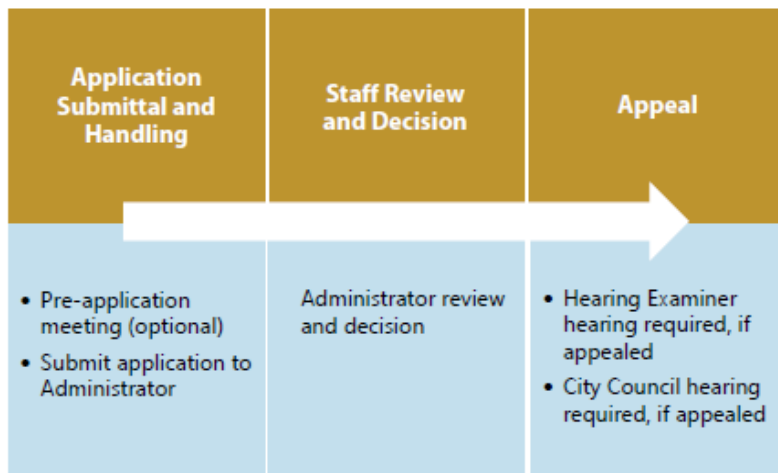 Application
Submittal and
Handling
Staff Review
and Decision
Appeal
• Pre-application
meeting (optional)
• Submit application to
Administrator
Administrator review
and decision
• Hearing Examiner
hearing required, if
appealed
• City Council hearing
required, if appealed